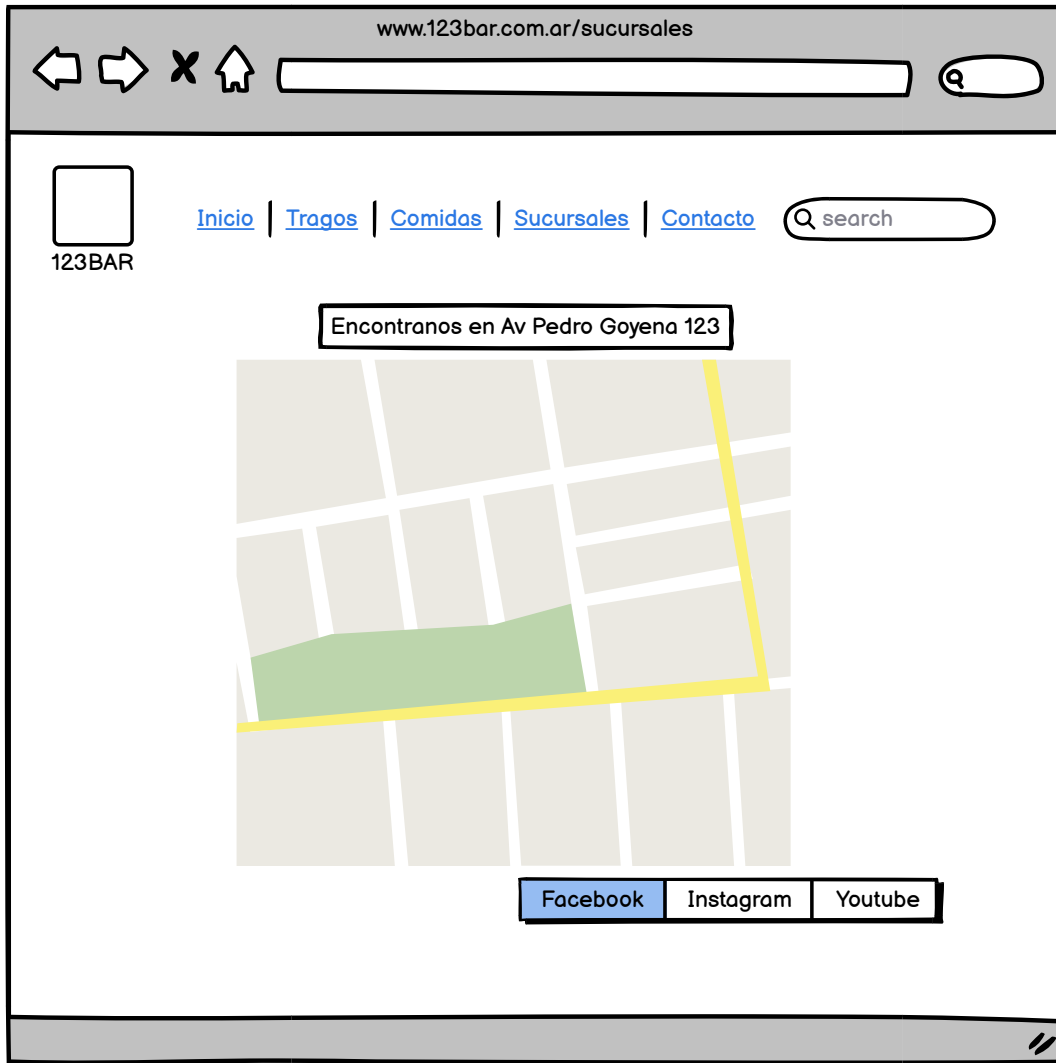 www.123bar.com.ar/sucursales
Inicio Tragos Comidas Sucursales Contacto search
123BAR
Encontranos en Av Pedro Goyena 123
Facebook Instagram Youtube